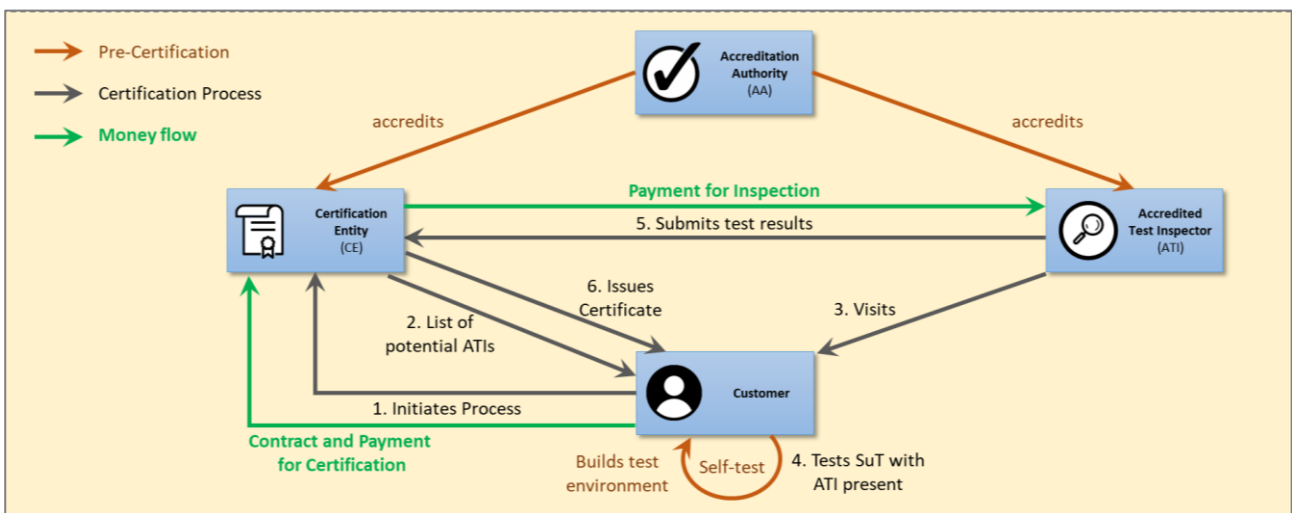 Pre-Certification
Certification Process
Money flow
Accreditation
Authority
(AA)
accredits
accredits
Certification
Entity
(CE)
Payment for Inspection
5. Submits test results
Accredited
Test Inspector
(ATI)
6. Issues
Certificate
2. List of
potential ATIs
3. Visits
Customer
1. Initiates Process
Contract and Payment
for Certification
Builds test
environment
Self-test
4. Tests SuT with
ATI present